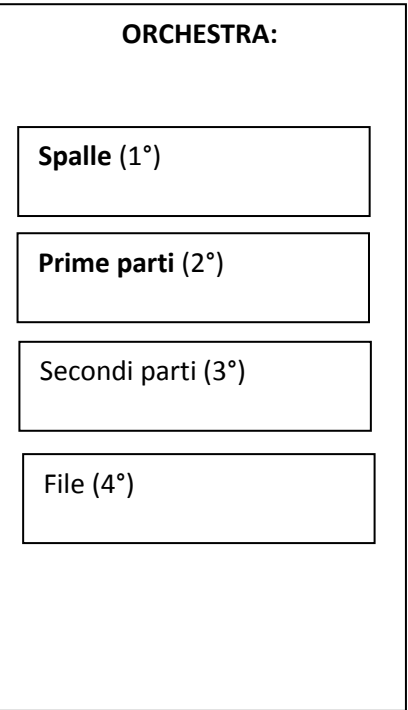 ORCHESTRA:
Spalle (1°)
Prime parti (2°)
Secondi parti (3°)
File (4°)